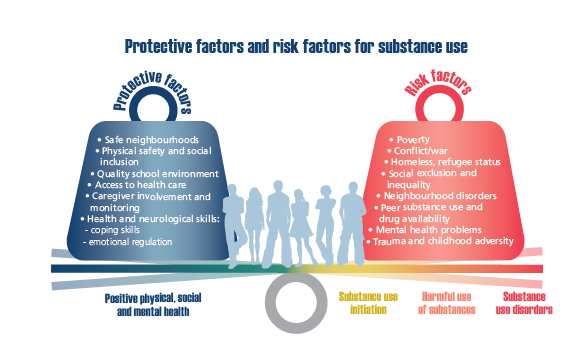 Protective factors and risk factors for substance use
Protective factors
• Safe neighbourhoods
• Physical safety and social
inclusion
• Quality school environment
• Access to health care
• Caregiver involvement and
monitoring
• Health and neurological skills:
- coping skills
- emotional regulation
Risk factors
• Poverty
• Conflict/war
• Homeless, refugee status
• Social exclusion and
inequality
• Neighbourhood disorders
• Peer substance use and
drug availability
• Mental health problems
• Trauma and childhood adversity
Positive physical, social
and mental health
Substance use
initiation
Harmful use
of substances
Substance
use disorders